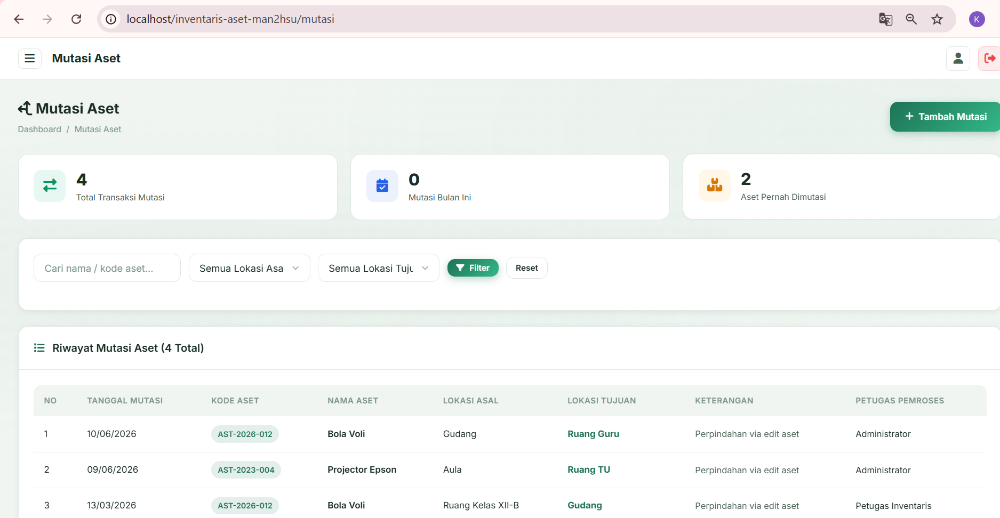 localhost/inventaris-aset-man2hsu/mutasi
K
Mutasi Aset
Mutasi Aset
Dashboard / Mutasi Aset
+ Tambah Mutasi
4
Total Transaksi Mutasi
0
Mutasi Bulan Ini
2
Aset Pernah Dimutasi
Cari nama / kode aset...
Semua Lokasi Asal
Semua Lokasi Tuju
Filter
Reset
Riwayat Mutasi Aset (4 Total)
NO TANGGAL MUTASI KODE ASET NAMA ASET LOKASI ASAL LOKASI TUJUAN KETERANGAN PETUGAS PEMROSES
1 10/06/2026 AST-2026-012 Bola Voli Gudang Ruang Guru Perpindahan via edit aset Administrator
2 09/06/2026 AST-2023-004 Projector Epson Aula Ruang TU Perpindahan via edit aset Administrator
3 13/03/2026 AST-2026-012 Bola Voli Ruang Kelas XII-B Gudang Perpindahan via edit aset Petugas Inventaris